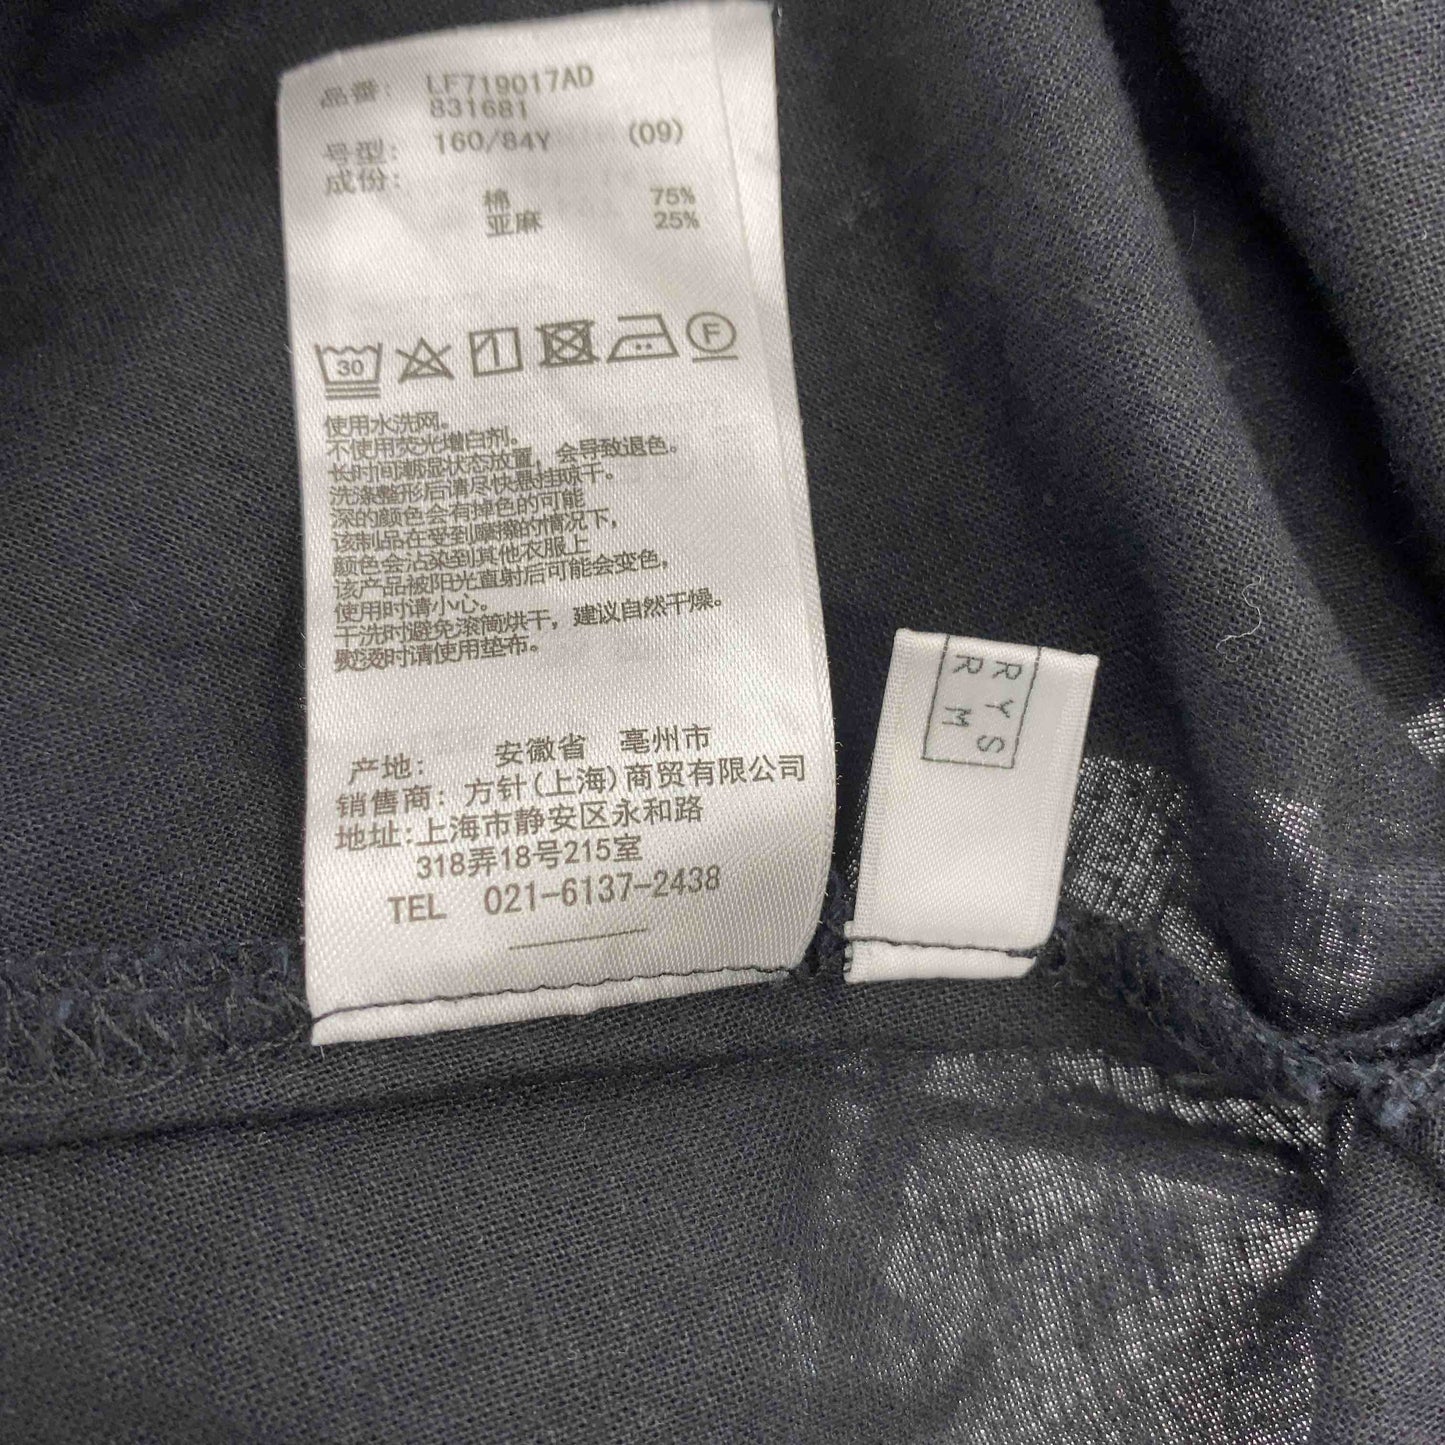 品番: LF719017AD
831681
号型: 160/84Y (09)
成份:
棉 75%
亚麻 25%
30
F
使用水洗网。
不使用荧光增白剂。
长时间潮湿状态放置，会导致退色。
洗涤整形后请尽快悬挂晾干。
深的颜色会有掉色的可能
该制品在受到摩擦的情况下，
颜色会沾染到其他衣服上
该产品被阳光直射后可能会变色，
使用时请小心。
干洗时避免滚筒烘干，建议自然干燥。
熨烫时请使用垫布。
产地: 安徽省 亳州市
销售商: 方针(上海)商贸有限公司
地址:上海市静安区永和路
318弄18号215室
TEL 021-6137-2438
R Y S
R M